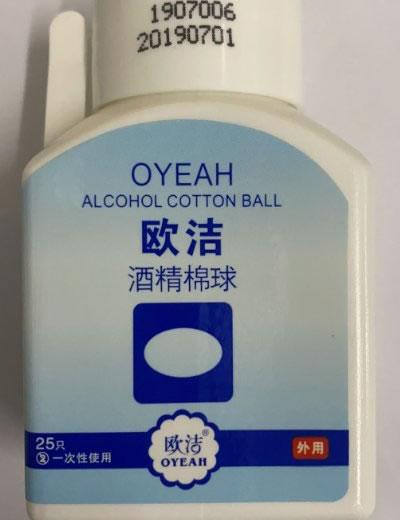 1907006
20190701
OYEAH
ALCOHOL COTTON BALL
欧洁
酒精棉球
25只
② 一次性使用
欧洁®
OYEAH
外用